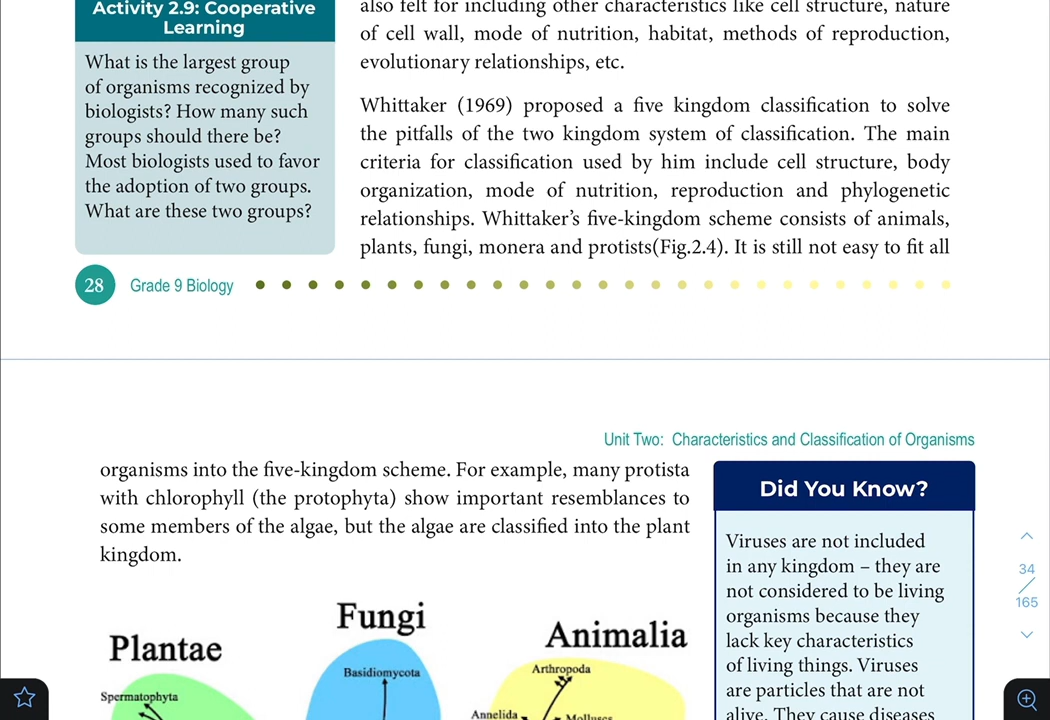 Activity 2.9: Cooperative
Learning
What is the largest group
of organisms recognized by
biologists? How many such
groups should there be?
Most biologists used to favor
the adoption of two groups.
What are these two groups?
also felt for including other characteristics like cell structure, nature
of cell wall, mode of nutrition, habitat, methods of reproduction,
evolutionary relationships, etc.
Whittaker (1969) proposed a five kingdom classification to solve
the pitfalls of the two kingdom system of classification. The main
criteria for classification used by him include cell structure, body
organization, mode of nutrition, reproduction and phylogenetic
relationships. Whittaker's five-kingdom scheme consists of animals,
plants, fungi, monera and protists(Fig.2.4). It is still not easy to fit all
28 Grade 9 Biology
Unit Two: Characteristics and Classification of Organisms
organisms into the five-kingdom scheme. For example, many protista
with chlorophyll (the protophyta) show important resemblances to
some members of the algae, but the algae are classified into the plant
kingdom.
Did You Know?
Viruses are not included
in any kingdom – they are
not considered to be living
organisms because they
lack key characteristics
of living things. Viruses
are particles that are not
alive. They cause diseases
Plantae
Spermatophyta
Fungi
Basidiomycota
Animalia
Arthropoda
Annelida
Molluscs
34
165